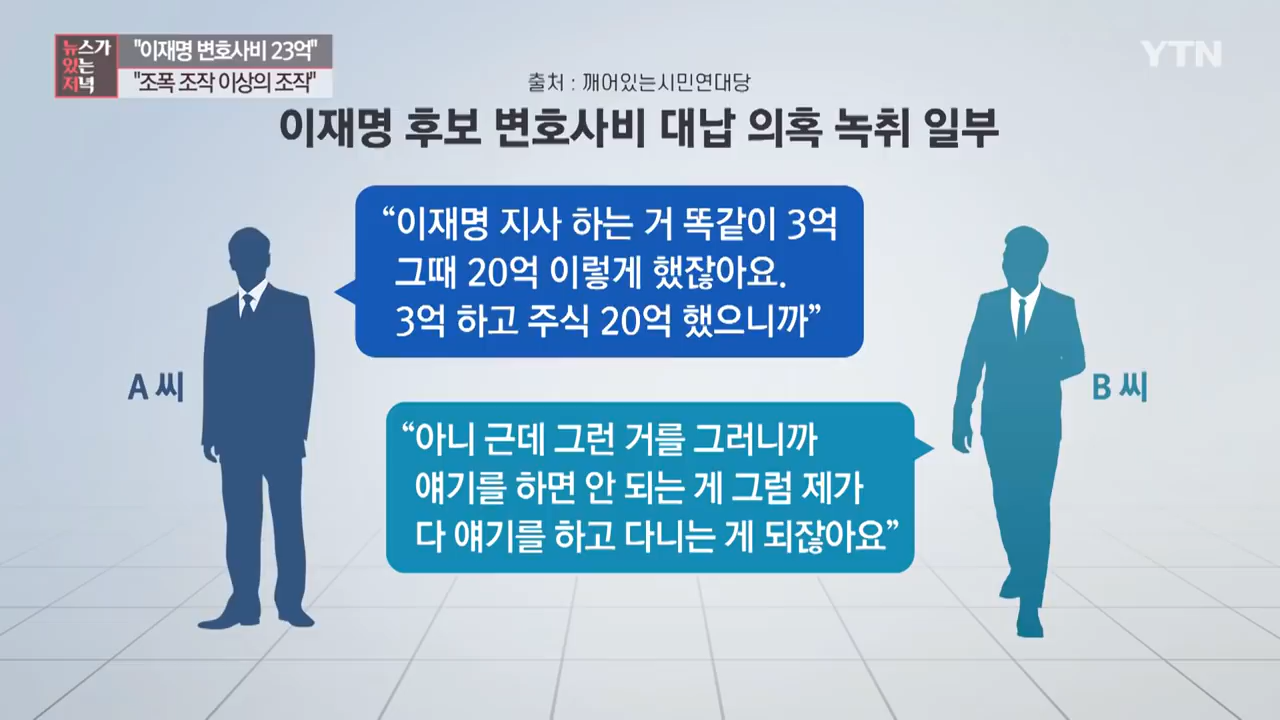 뉴스가
있는
저녁
"이재명 변호사비 23억"
"조폭 조작 이상의 조작"
YTN
출처 : 깨어있는시민연대당
이재명 후보 변호사비 대납 의혹 녹취 일부
“이재명 지사 하는 거 똑같이 3억
그때 20억 이렇게 했잖아요.
3억 하고 주식 20억 했으니까”
A 씨
B 씨
“아니 근데 그런 거를 그러니까
얘기를 하면 안 되는 게 그럼 제가
다 얘기를 하고 다니는 게 되잖아요”